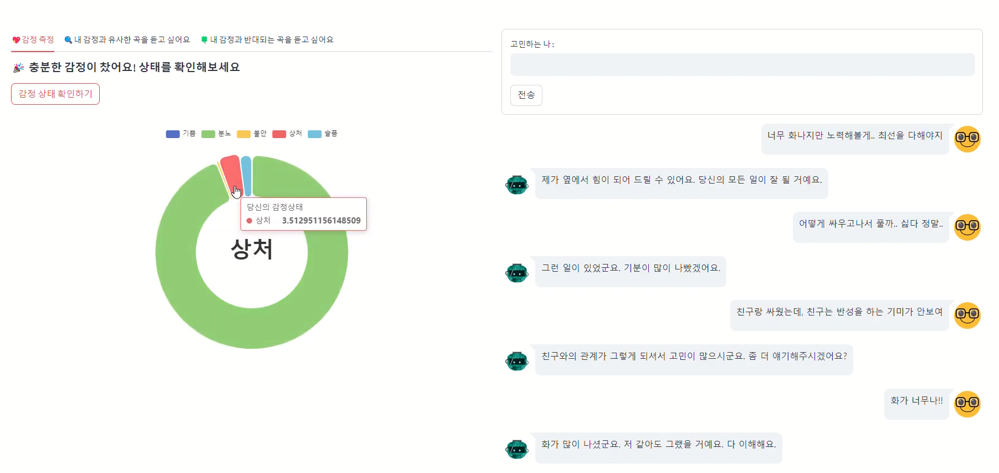 감정 측정
내 감정과 유사한 곡을 듣고 싶어요
내 감정과 반대되는 곡을 듣고 싶어요
충분한 감정이 찼어요! 상태를 확인해보세요
감정 상태 확인하기
기쁨 분노 불안 상처 슬픔
당신의 감정상태
상처 3.512951156148509
상처
고민하는 나 :
전송
너무 화나지만 노력해볼게.. 최선을 다해야지
제가 옆에서 힘이 되어 드릴 수 있어요. 당신의 모든 일이 잘 될 거예요.
어떻게 싸우고나서 풀까.. 싫다 정말..
그런 일이 있었군요. 기분이 많이 나빴겠어요.
친구랑 싸웠는데, 친구는 반성을 하는 기미가 안보여
친구와의 관계가 그렇게 되셔서 고민이 많으시군요. 좀 더 얘기해주시겠어요?
화가 너무나!!
화가 많이 나셨군요. 저 같아도 그랬을 거예요. 다 이해해요.